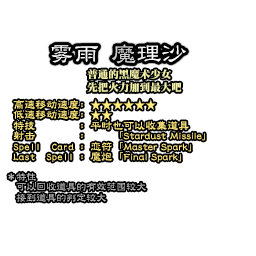 雾雨 魔理沙
普通的黑魔术少女
先把火力加到最大吧
高速移动速度：★★★★★★
低速移动速度：★★
特技　　　　：平时也可以收集道具
射击　　　　：「Stardust Missile」
Spell Card：恋符「Master Spark」
Last Spell：魔炮「Final Spark」
*特性
可以回收道具的有效范围较大
接到道具的判定较大